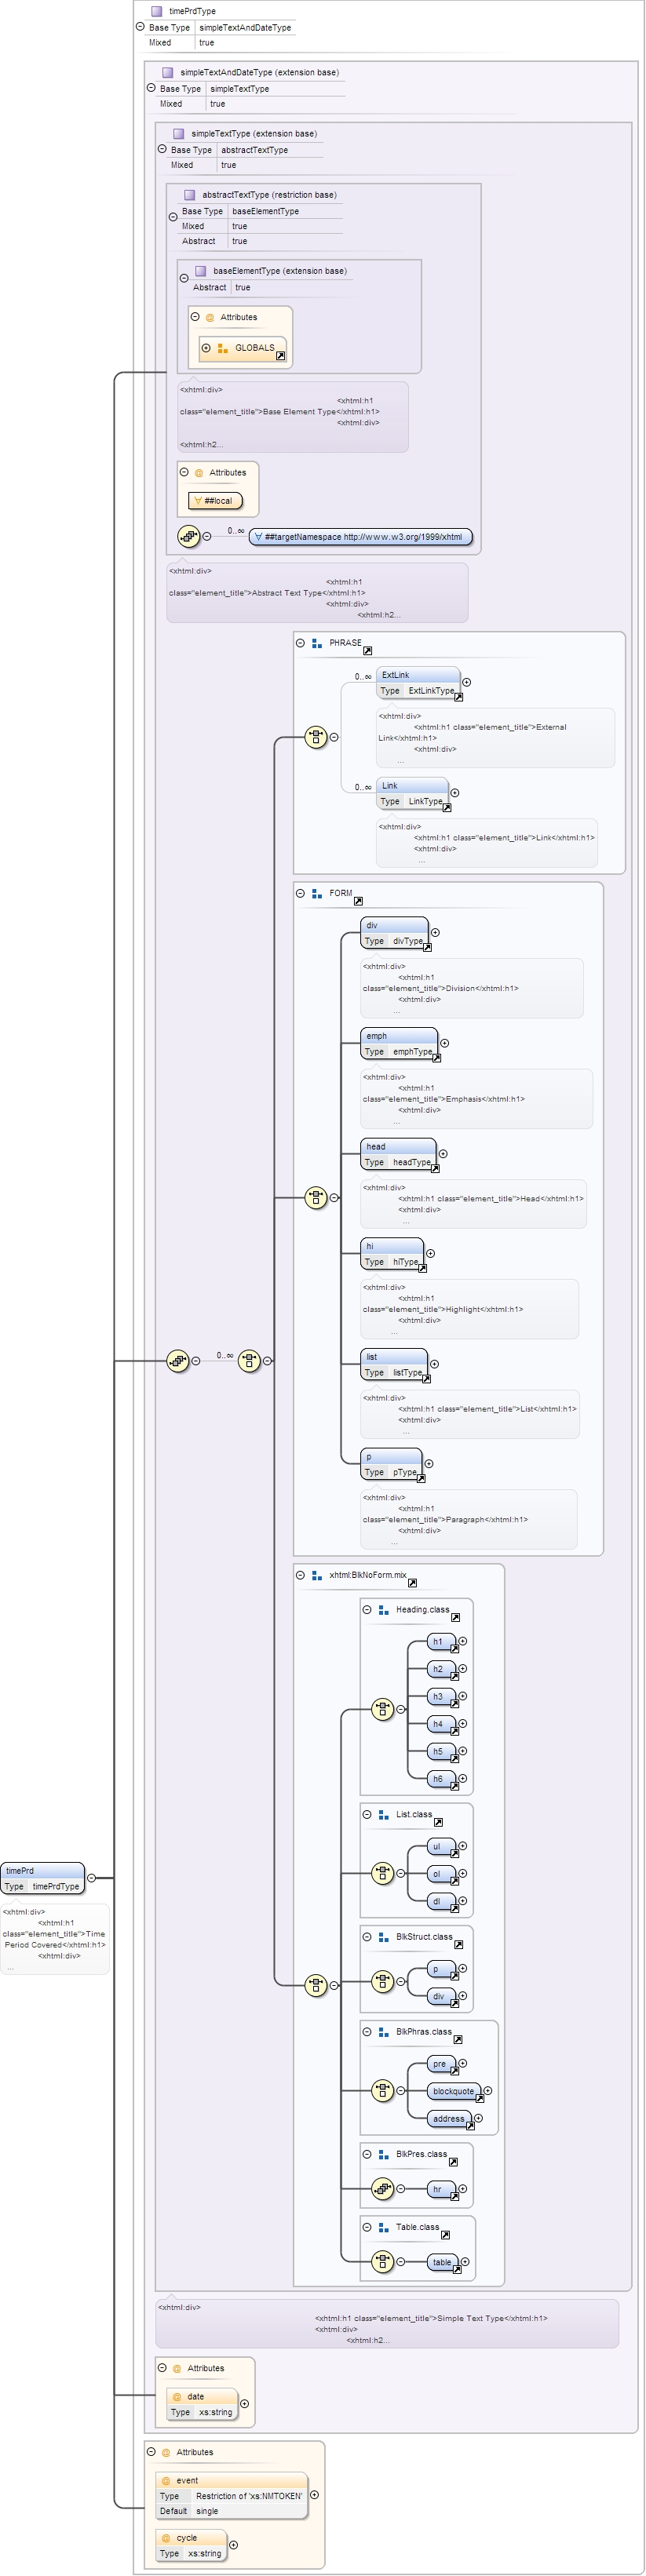 timePrdType
Base Type simpleTextAndDateType
Mixed true
simpleTextAndDateType (extension base)
Base Type simpleTextType
Mixed true
simpleTextType (extension base)
Base Type abstractTextType
Mixed true
abstractTextType (restriction base)
Base Type baseElementType
Mixed true
Abstract true
baseElementType (extension base)
Abstract true
@ Attributes
GLOBALS
<xhtml:div>
<xhtml:h1
class="element_title">Base Element Type</xhtml:h1>
<xhtml:div>
<xhtml:h2...
@ Attributes
##local
0..∞
##targetNamespace http://www.w3.org/1999/xhtml
<xhtml:div>
<xhtml:h1
class="element_title">Abstract Text Type</xhtml:h1>
<xhtml:div>
<xhtml:h2...
PHRASE
0..∞
ExtLink
Type ExtLinkType
<xhtml:div>
<xhtml:h1 class="element_title">External
Link</xhtml:h1>
<xhtml:div>
...
0..∞
Link
Type LinkType
<xhtml:div>
<xhtml:h1 class="element_title">Link</xhtml:h1>
<xhtml:div>
...
FORM
div
Type divType
<xhtml:div>
<xhtml:h1
class="element_title">Division</xhtml:h1>
<xhtml:div>
...
emph
Type emphType
<xhtml:div>
<xhtml:h1
class="element_title">Emphasis</xhtml:h1>
<xhtml:div>
...
head
Type headType
<xhtml:div>
<xhtml:h1 class="element_title">Head</xhtml:h1>
<xhtml:div>
...
hi
Type hiType
<xhtml:div>
<xhtml:h1
class="element_title">Highlight</xhtml:h1>
<xhtml:div>
...
0..∞
list
Type listType
<xhtml:div>
<xhtml:h1 class="element_title">List</xhtml:h1>
<xhtml:div>
...
p
Type pType
<xhtml:div>
<xhtml:h1
class="element_title">Paragraph</xhtml:h1>
<xhtml:div>
...
xhtml:BlkNoForm.mix
Heading.class
h1
h2
h3
h4
h5
h6
List.class
ul
ol
dl
timePrd
Type timePrdType
<xhtml:div>
<xhtml:h1
class="element_title">Time
Period Covered</xhtml:h1>
<xhtml:div>
...
BlkStruct.class
p
div
BlkPhras.class
pre
blockquote
address
BlkPres.class
hr
Table.class
table
<xhtml:div>
<xhtml:h1 class="element_title">Simple Text Type</xhtml:h1>
<xhtml:div>
<xhtml:h2...
@ Attributes
@ date
Type xs:string
@ Attributes
@ event
Type Restriction of 'xs:NMTOKEN'
Default single
@ cycle
Type xs:string